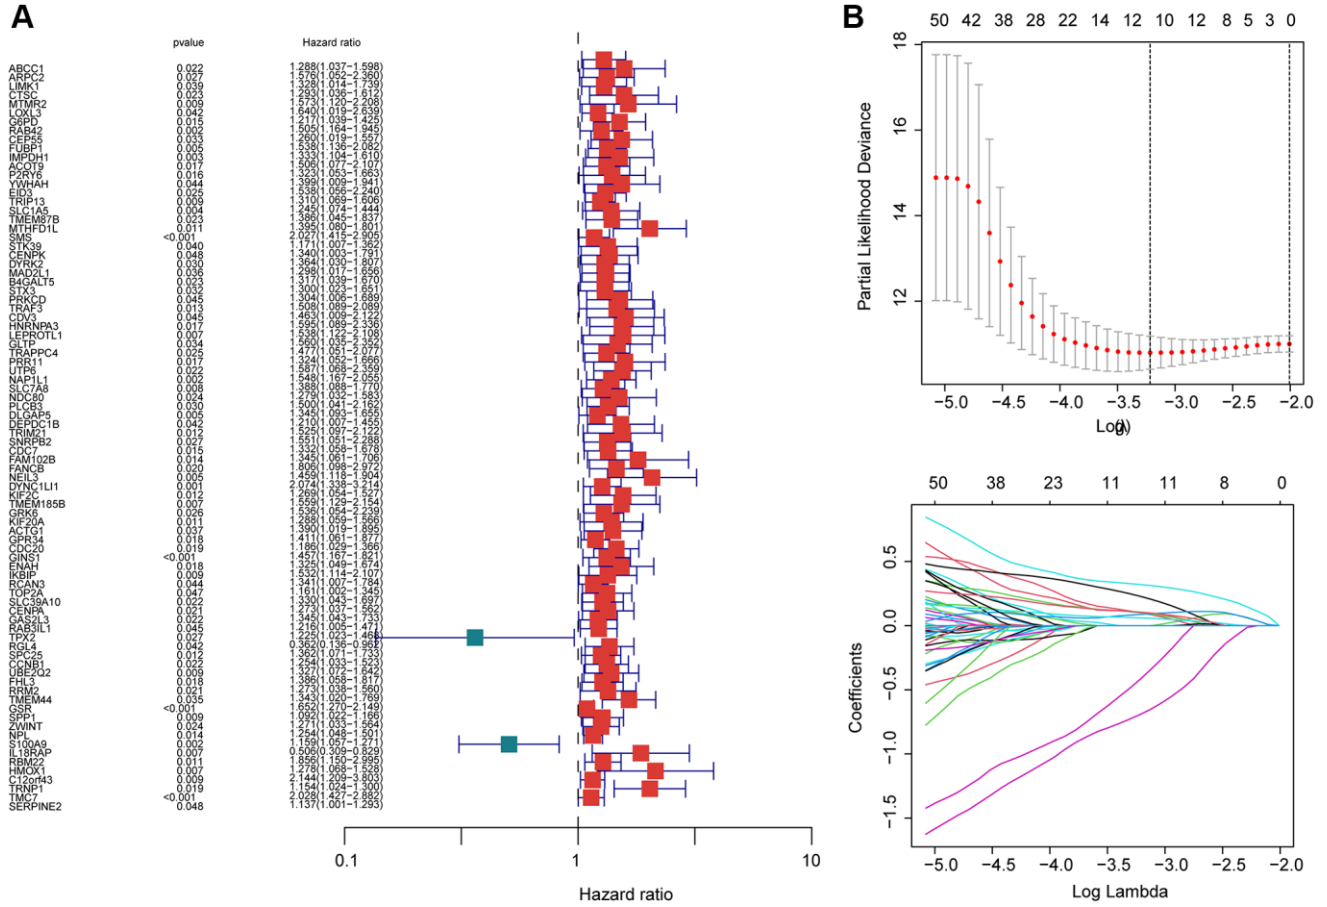 A
pvalue Hazard ratio
ABCC1 0.022 1.288(1.037−1.598)
ARPC2 0.027 1.576(1.052−2.360)
LIMK1 0.039 1.328(1.014−1.739)
CTSC 0.023 1.293(1.036−1.612)
MTMR2 0.009 1.573(1.120−2.208)
LOXL3 0.042 1.640(1.019−2.639)
G6PD 0.015 1.217(1.039−1.425)
RAB42 0.002 1.505(1.164−1.945)
CEP55 0.033 1.260(1.019−1.557)
FUBP1 0.005 1.538(1.136−2.082)
IMPDH1 0.003 1.333(1.104−1.610)
ACOT9 0.017 1.506(1.077−2.107)
P2RY6 0.016 1.323(1.053−1.663)
YWHAH 0.044 1.399(1.009−1.941)
EID3 0.025 1.538(1.056−2.240)
TRIP13 0.009 1.310(1.069−1.606)
SLC1A5 0.004 1.245(1.074−1.444)
TMEM87B 0.023 1.386(1.045−1.837)
MTHFD1L 0.011 1.395(1.080−1.801)
SMS <0.001 2.027(1.415−2.905)
STK39 0.040 1.171(1.007−1.362)
CENPK 0.048 1.340(1.003−1.791)
DYRK2 0.030 1.364(1.030−1.807)
MAD2L1 0.036 1.298(1.017−1.656)
B4GALT5 0.023 1.317(1.039−1.670)
STX3 0.032 1.300(1.023−1.651)
PRKCD 0.045 1.304(1.006−1.689)
TRAF3 0.013 1.508(1.089−2.089)
CDV3 0.045 1.463(1.009−2.122)
HNRNPA3 0.017 1.595(1.089−2.336)
LEPROTL1 0.007 1.538(1.122−2.108)
GLTP 0.034 1.560(1.035−2.352)
TRAPPC4 0.025 1.477(1.051−2.077)
PRR11 0.017 1.324(1.052−1.666)
UTP6 0.022 1.587(1.068−2.359)
NAP1L1 0.002 1.548(1.167−2.055)
SLC7A8 0.008 1.388(1.088−1.770)
NDC80 0.024 1.279(1.032−1.583)
PLCB3 0.030 1.500(1.041−2.162)
DLGAP5 0.005 1.345(1.093−1.655)
DEPDC1B 0.042 1.210(1.007−1.455)
TRIM21 0.012 1.525(1.097−2.122)
SNRPB2 0.027 1.551(1.051−2.288)
CDC7 0.015 1.332(1.058−1.678)
FAM102B 0.014 1.345(1.061−1.706)
FANCB 0.020 1.806(1.098−2.972)
NEIL3 0.005 1.459(1.118−1.904)
DYNC1LI1 0.001 2.074(1.338−3.214)
KIF2C 0.012 1.269(1.054−1.527)
TMEM185B 0.007 1.559(1.129−2.154)
GRK6 0.026 1.536(1.054−2.239)
KIF20A 0.011 1.288(1.059−1.566)
ACTG1 0.037 1.390(1.019−1.895)
GPR34 0.018 1.411(1.061−1.877)
CDC20 0.019 1.186(1.029−1.366)
GINS1 <0.001 1.457(1.167−1.821)
ENAH 0.018 1.325(1.049−1.674)
IKBIP 0.009 1.532(1.114−2.107)
RCAN3 0.044 1.341(1.007−1.784)
TOP2A 0.047 1.161(1.002−1.345)
SLC39A10 0.022 1.330(1.043−1.697)
CENPA 0.021 1.273(1.037−1.562)
GAS2L3 0.022 1.345(1.043−1.733)
RAB3IL1 0.045 1.216(1.005−1.471)
TPX2 0.027 1.225(1.023−1.468)
RGL4 0.042 0.362(0.136−0.962)
SPC25 0.012 1.362(1.071−1.733)
CCNB1 0.022 1.254(1.033−1.523)
UBE2Q2 0.009 1.327(1.072−1.642)
FHL3 0.018 1.386(1.058−1.817)
RRM2 0.021 1.273(1.038−1.560)
TMEM44 0.035 1.343(1.020−1.769)
GSR <0.001 1.652(1.270−2.149)
SPP1 0.009 1.092(1.022−1.166)
ZWINT 0.024 1.271(1.033−1.564)
NPL 0.014 1.254(1.048−1.501)
S100A9 0.002 1.159(1.057−1.271)
IL18RAP 0.007 0.506(0.309−0.829)
RBM22 0.011 1.856(1.150−2.995)
HMOX1 0.007 1.278(1.068−1.528)
C12orf43 0.009 2.144(1.209−3.803)
TRNP1 0.019 1.154(1.024−1.300)
TMC7 <0.001 2.028(1.427−2.882)
SERPINE2 0.048 1.137(1.001−1.293)
0.1 1 10
Hazard ratio
B
50 42 38 28 22 14 12 10 12 8 5 3 0
18
16
14
12
Partial Likelihood Deviance
−5.0 −4.5 −4.0 −3.5 −3.0 −2.5 −2.0
Log(λ)
50 38 23 11 11 8 0
0.5
0.0
−0.5
−1.0
−1.5
Coefficients
−5.0 −4.5 −4.0 −3.5 −3.0 −2.5 −2.0
Log Lambda